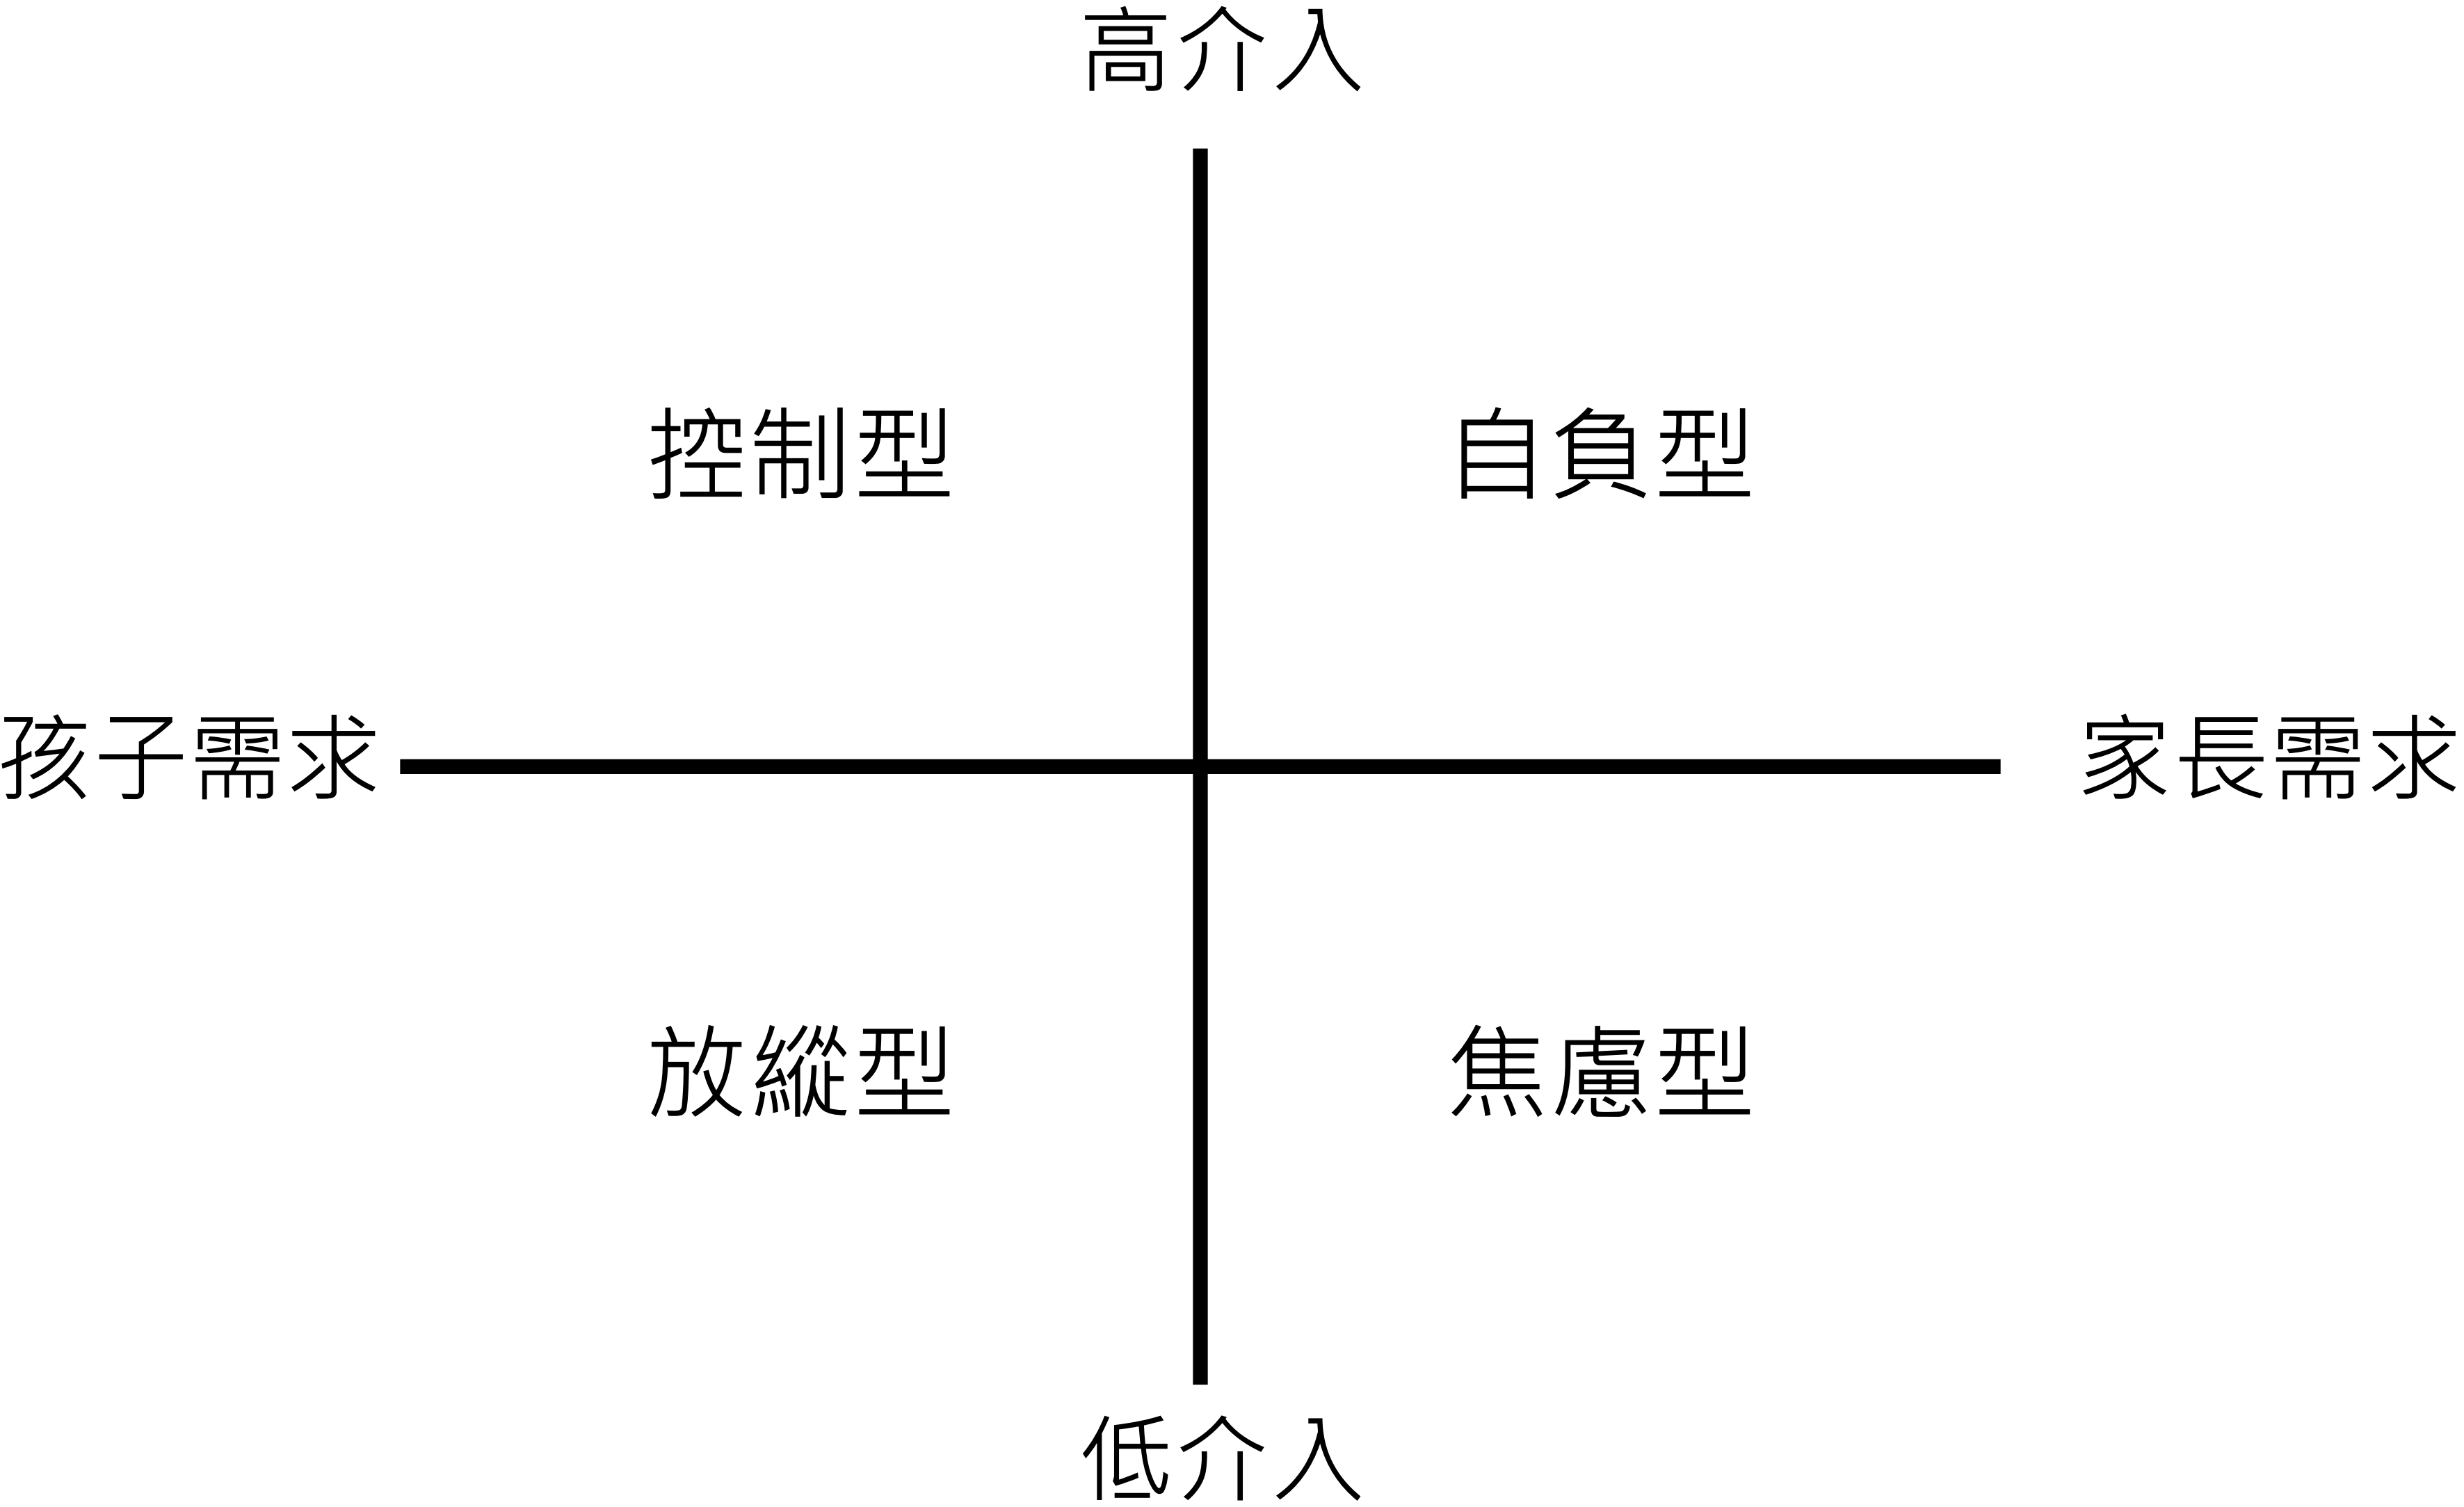 高介入
控制型
自負型
孩子需求
家長需求
放縱型
焦慮型
低介入